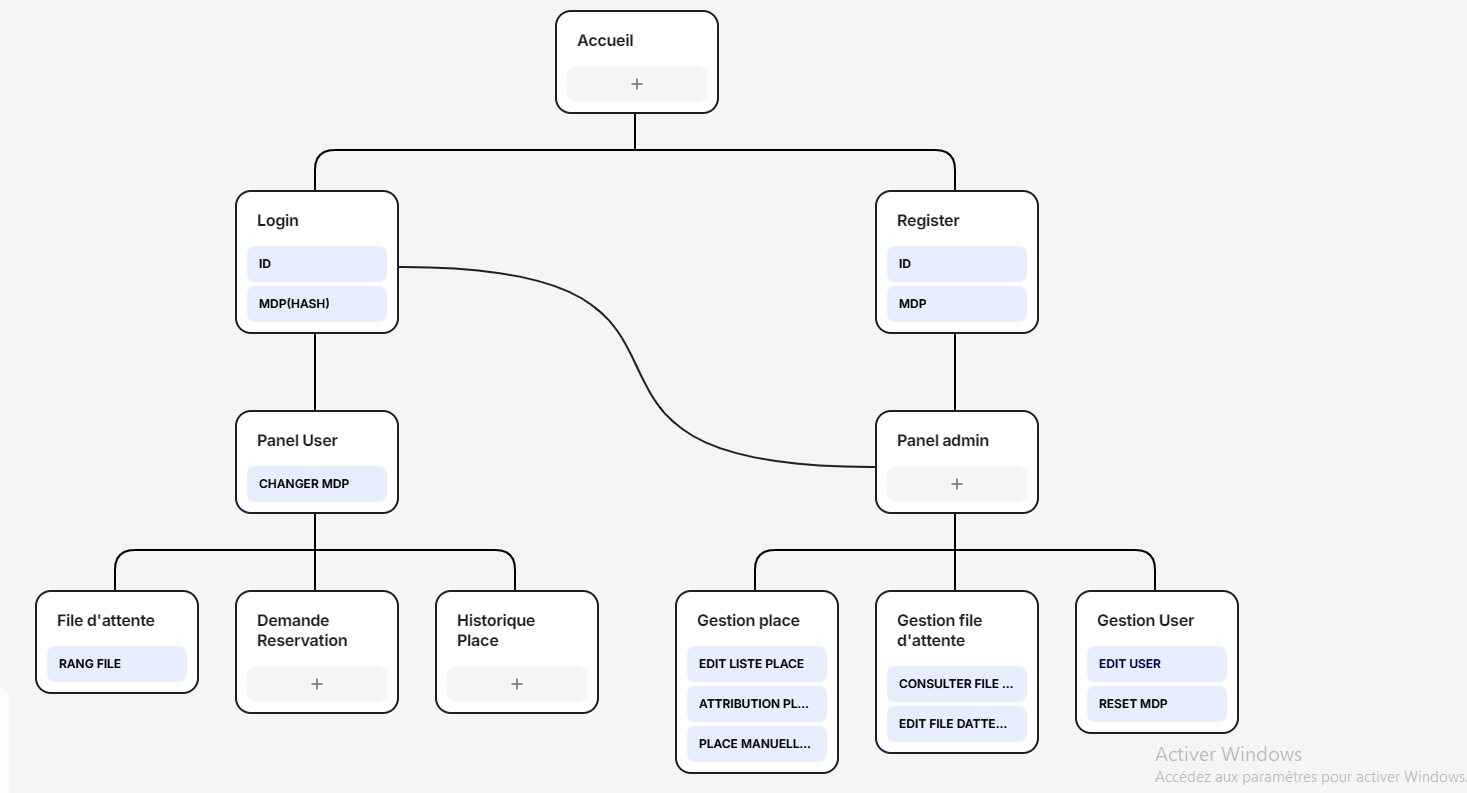 Accueil
+
Login
ID
MDP(HASH)
Register
ID
MDP
Panel User
CHANGER MDP
Panel admin
+
File d'attente
RANG FILE
Demande
Reservation
+
Historique
Place
+
Gestion place
EDIT LISTE PLACE
ATTRIBUTION PL...
PLACE MANUELL...
Gestion file
d'attente
CONSULTER FILE ...
EDIT FILE DATTE...
Gestion User
EDIT USER
RESET MDP
Activer Windows
Accédez aux paramètres pour activer Windows.